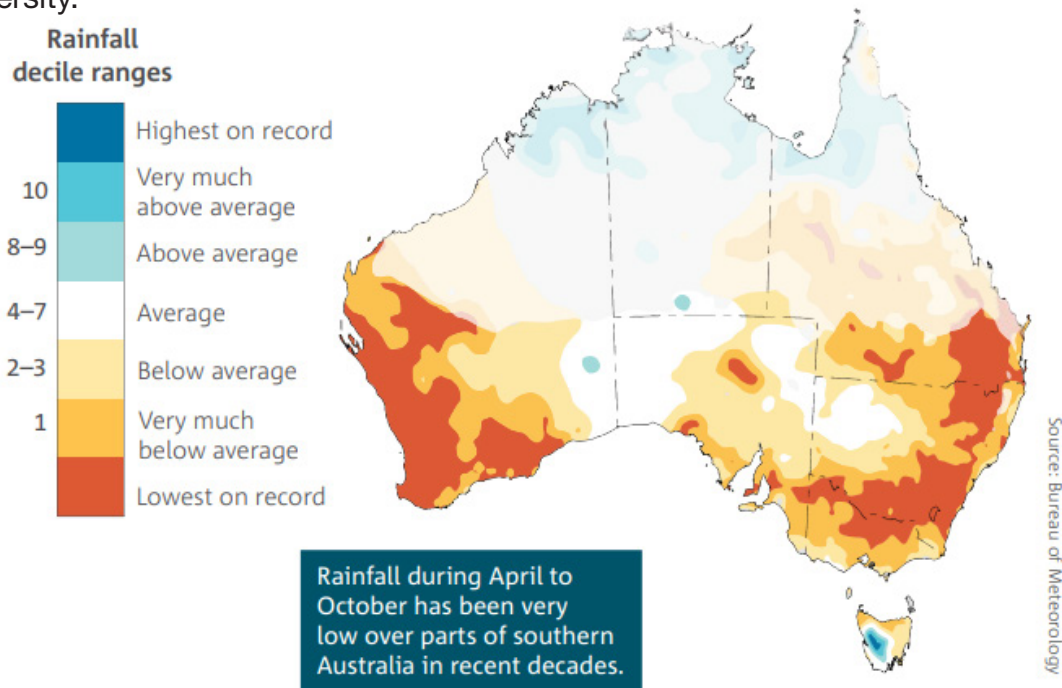 ersity.
Rainfall
decile ranges
Highest on record
10
Very much
above average
8–9
Above average
4–7
Average
2–3
Below average
1
Very much
below average
Lowest on record
Rainfall during April to
October has been very
low over parts of southern
Australia in recent decades.
Source: Bureau of Meteorology